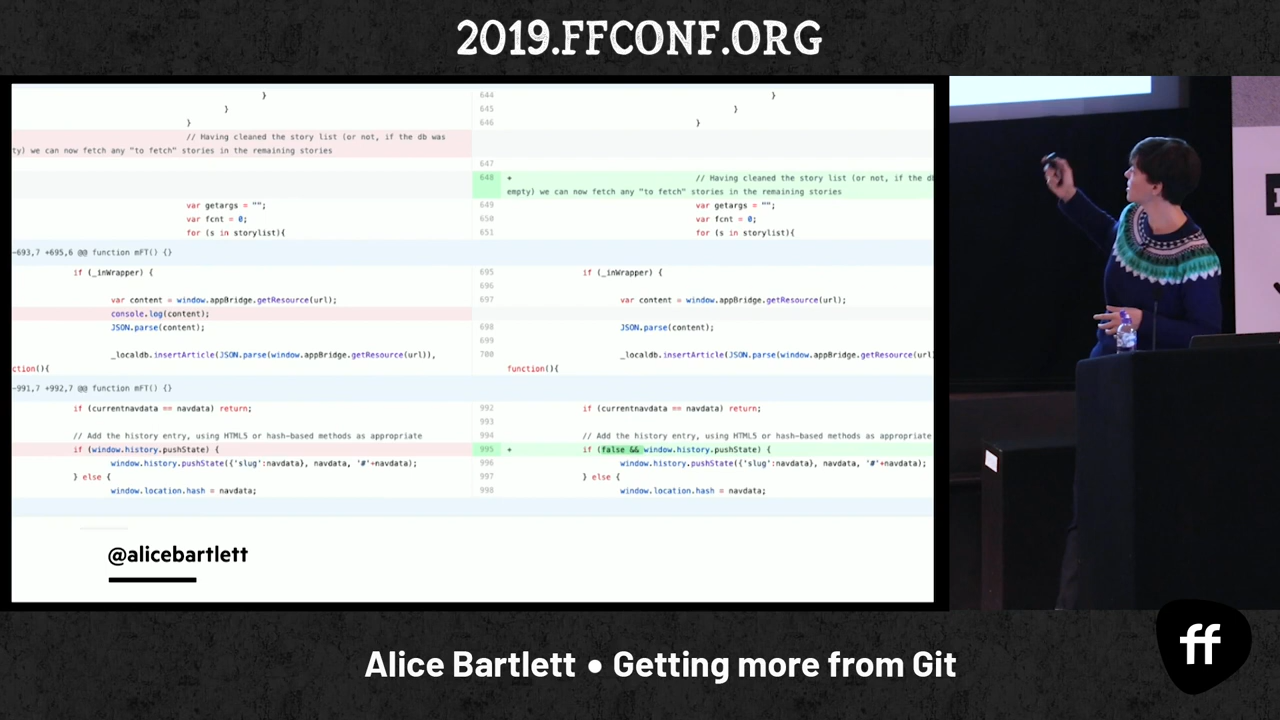 2019.FFCONF.ORG
} 644 }
} 645 }
} 646 }
// Having cleaned the story list (or not, if the db was
ty) we can now fetch any "to fetch" stories in the remaining stories
647
648 + // Having cleaned the story list (or not, if the d
empty) we can now fetch any "to fetch" stories in the remaining stories
var getargs = ""; 649 var getargs = "";
var fcnt = 0; 650 var fcnt = 0;
for (s in storylist){ 651 for (s in storylist){
-693,7 +695,6 @@ function mFT() {}
if (_inWrapper) { 695 if (_inWrapper) {
696
var content = window.appBridge.getResource(url); 697 var content = window.appBridge.getResource(url);
console.log(content);
JSON.parse(content); 698 JSON.parse(content);
699
_localdb.insertArticle(JSON.parse(window.appBridge.getResource(url)), 700 _localdb.insertArticle(JSON.parse(window.appBridge.getResource(url)
ction(){ function(){
-991,7 +992,7 @@ function mFT() {}
if (currentnavdata == navdata) return; 992 if (currentnavdata == navdata) return;
993
// Add the history entry, using HTML5 or hash-based methods as appropriate 994 // Add the history entry, using HTML5 or hash-based methods as appropriate
if (window.history.pushState) { 995 + if (false && window.history.pushState) {
window.history.pushState({'slug':navdata}, navdata, '#'+navdata); 996 window.history.pushState({'slug':navdata}, navdata, '#'+navdata);
} else { 997 } else {
window.location.hash = navdata; 998 window.location.hash = navdata;
@alicebartlett
ff
Alice Bartlett • Getting more from Git